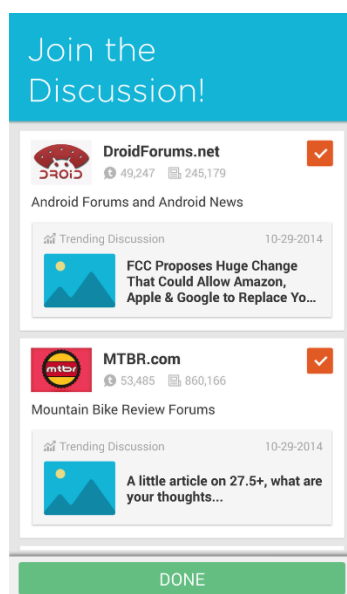 Join the
Discussion!
DROID
DroidForums.net
49,247 245,179
Android Forums and Android News
Trending Discussion 10-29-2014
FCC Proposes Huge Change
That Could Allow Amazon,
Apple & Google to Replace Yo...
mtbr
MTBR.com
53,485 860,166
Mountain Bike Review Forums
Trending Discussion 10-29-2014
A little article on 27.5+, what are
your thoughts...
DONE